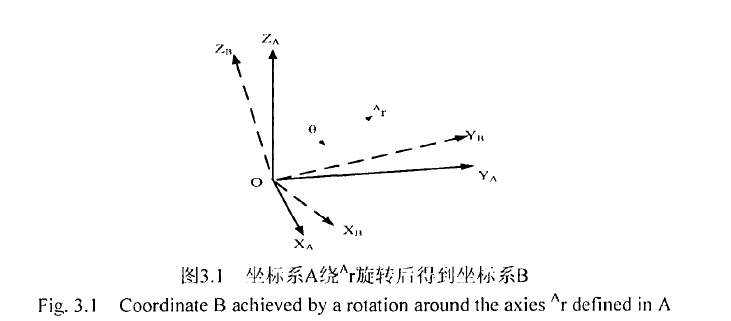 Z_A
Z_B
^A r
θ
Y_B
O
Y_A
X_B
X_A
图3.1 坐标系A绕^A r旋转后得到坐标系B
Fig. 3.1 Coordinate B achieved by a rotation around the axies ^A r defined in A